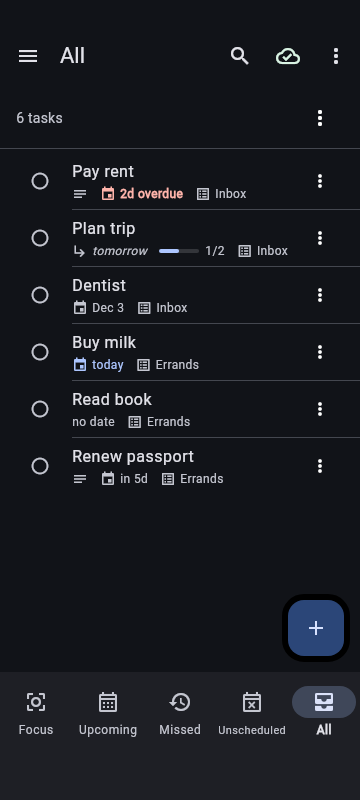 All
6 tasks
Pay rent
2d overdue Inbox
Plan trip
tomorrow 1/2 Inbox
Dentist
Dec 3 Inbox
Buy milk
today Errands
Read book
no date Errands
Renew passport
in 5d Errands
Focus Upcoming Missed Unscheduled All